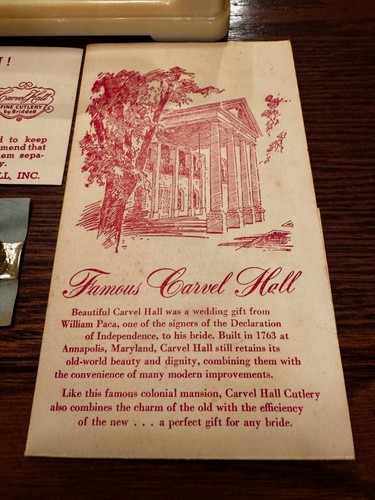 !
Carvel Hall
FINE CUTLERY
by Briddell
d to keep
mend that
em sepa-
y.
LL, INC.
Famous Carvel Hall
Beautiful Carvel Hall was a wedding gift from
William Paca, one of the signers of the Declaration
of Independence, to his bride. Built in 1763 at
Annapolis, Maryland, Carvel Hall still retains its
old-world beauty and dignity, combining them with
the convenience of many modern improvements.
Like this famous colonial mansion, Carvel Hall Cutlery
also combines the charm of the old with the efficiency
of the new . . . a perfect gift for any bride.